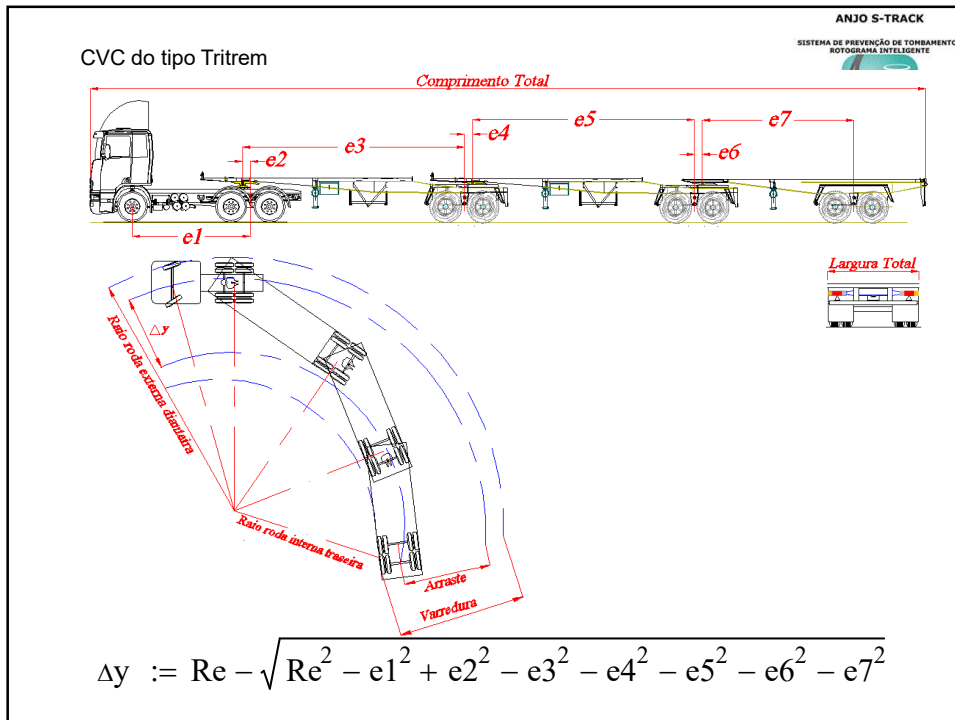 ANJO S-TRACK
SISTEMA DE PREVENÇÃO DE TOMBAMENTO
ROTOGRAMA INTELIGENTE
CVC do tipo Tritrem
Comprimento Total
e5
e7
e3
e4
e2
e6
e1
Largura Total
Δy
Raio roda externa dianteira
Raio roda interna traseira
Arraste
Varredura
Δy := Re − √(Re² − e1² + e2² − e3² − e4² − e5² − e6² − e7²)